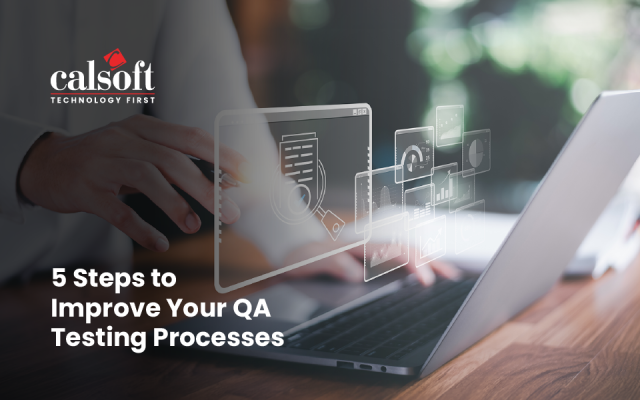 calsoft
TECHNOLOGY FIRST
5 Steps to
Improve Your QA
Testing Processes